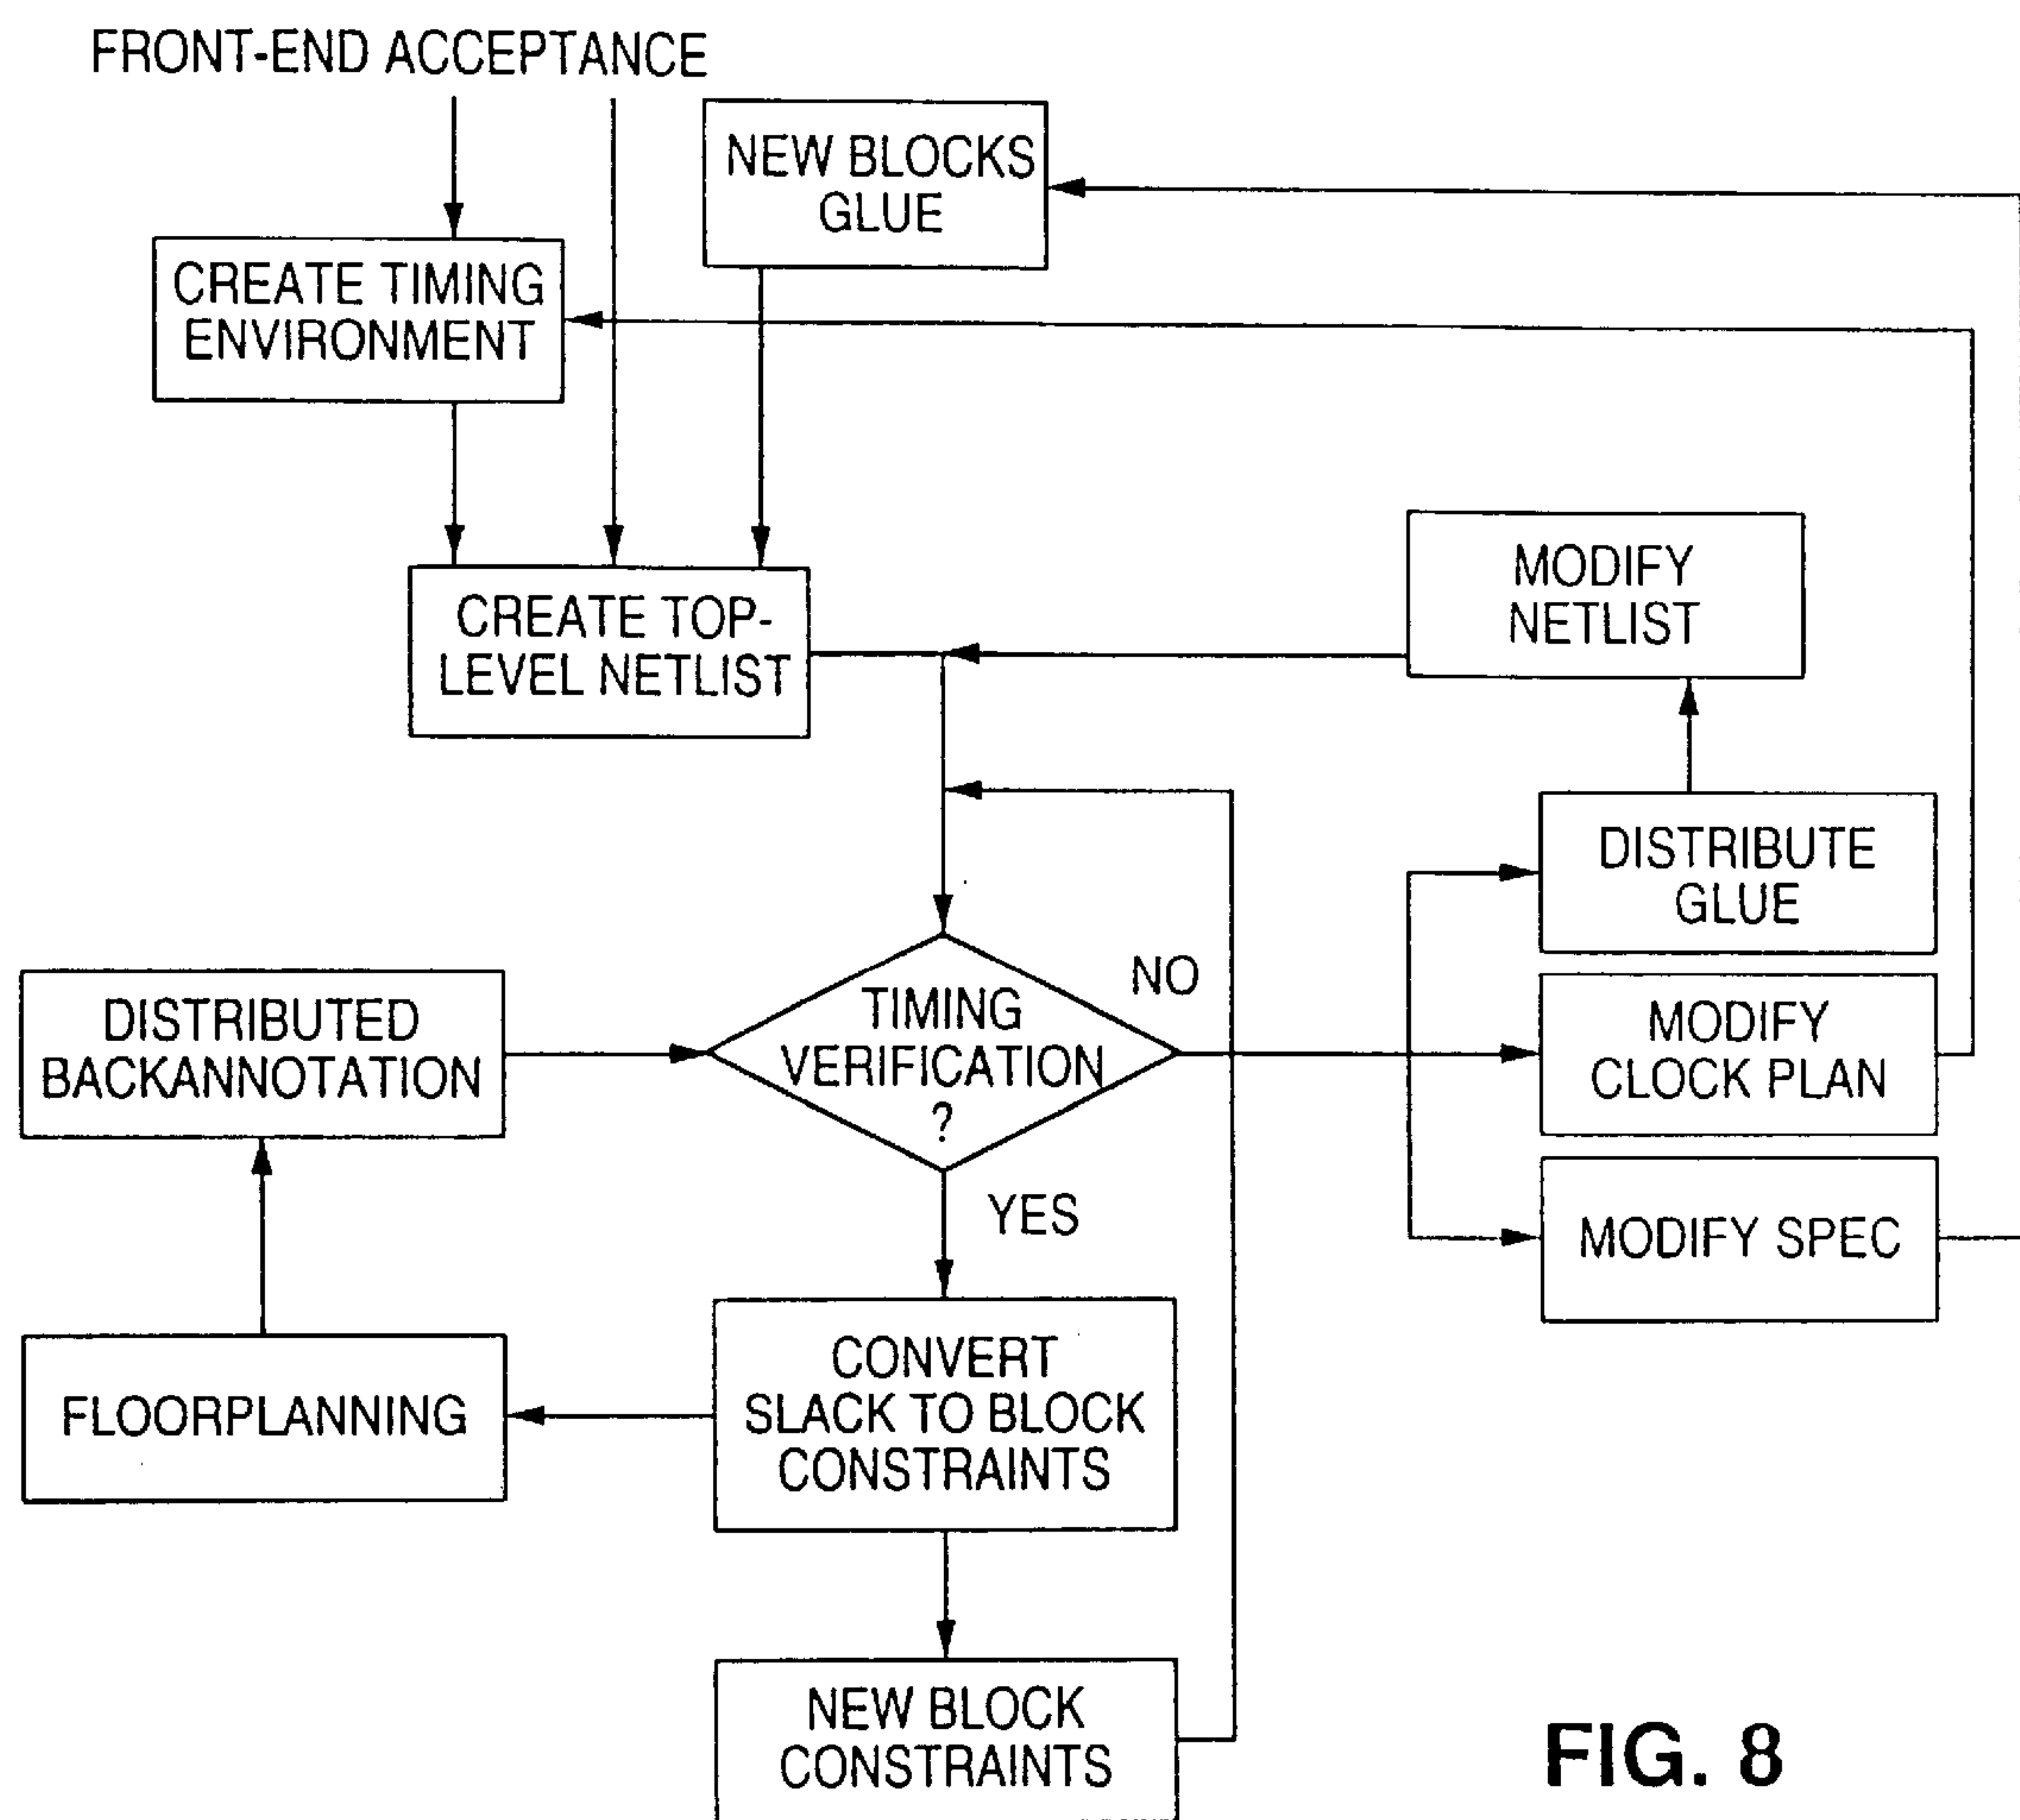 FRONT-END ACCEPTANCE
NEW BLOCKS
GLUE
CREATE TIMING
ENVIRONMENT
CREATE TOP-
LEVEL NETLIST
MODIFY
NETLIST
DISTRIBUTE
GLUE
NO
DISTRIBUTED
BACKANNOTATION
TIMING
VERIFICATION
?
MODIFY
CLOCK PLAN
YES
MODIFY SPEC
CONVERT
SLACK TO BLOCK
CONSTRAINTS
FLOORPLANNING
NEW BLOCK
CONSTRAINTS
FIG. 8